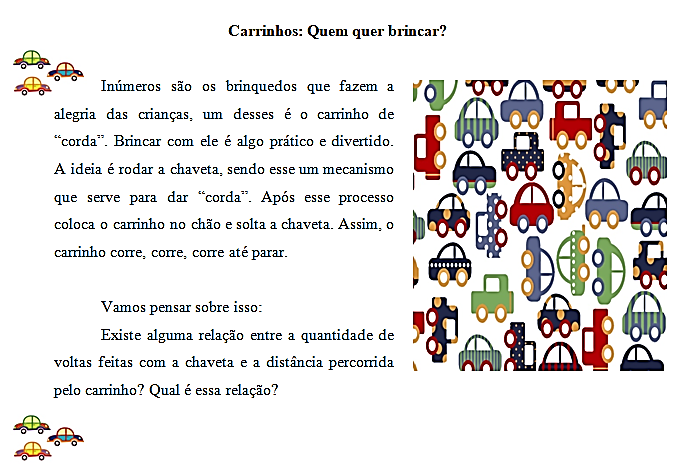 Carrinhos: Quem quer brincar?
Inúmeros são os brinquedos que fazem a
alegria das crianças, um desses é o carrinho de
“corda”. Brincar com ele é algo prático e divertido.
A ideia é rodar a chaveta, sendo esse um mecanismo
que serve para dar “corda”. Após esse processo
coloca o carrinho no chão e solta a chaveta. Assim, o
carrinho corre, corre, corre até parar.
Vamos pensar sobre isso:
Existe alguma relação entre a quantidade de
voltas feitas com a chaveta e a distância percorrida
pelo carrinho? Qual é essa relação?